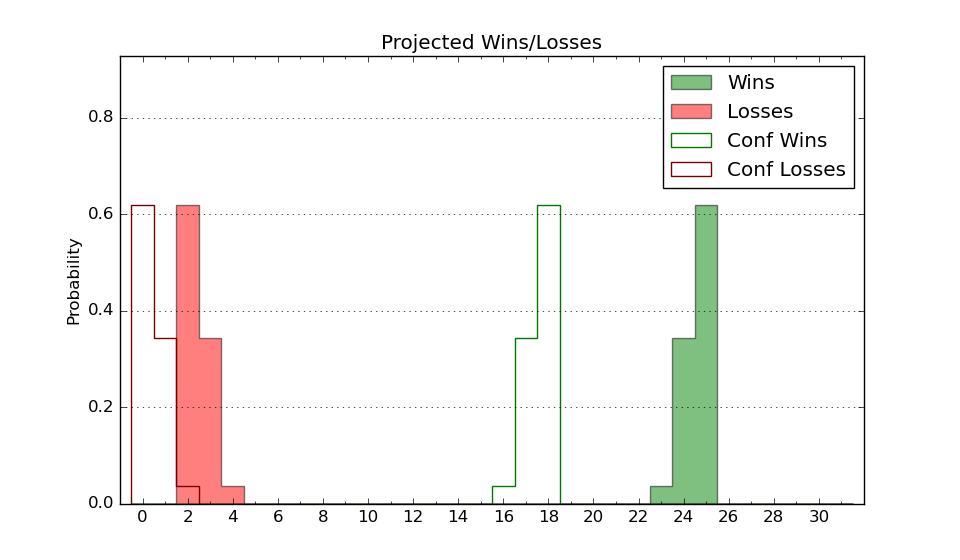 Projected Wins/Losses
Wins
Losses
Conf Wins
Conf Losses
Probability
0.8
0.6
0.4
0.2
0.0
0 2 4 6 8 10 12 14 16 18 20 22 24 26 28 30